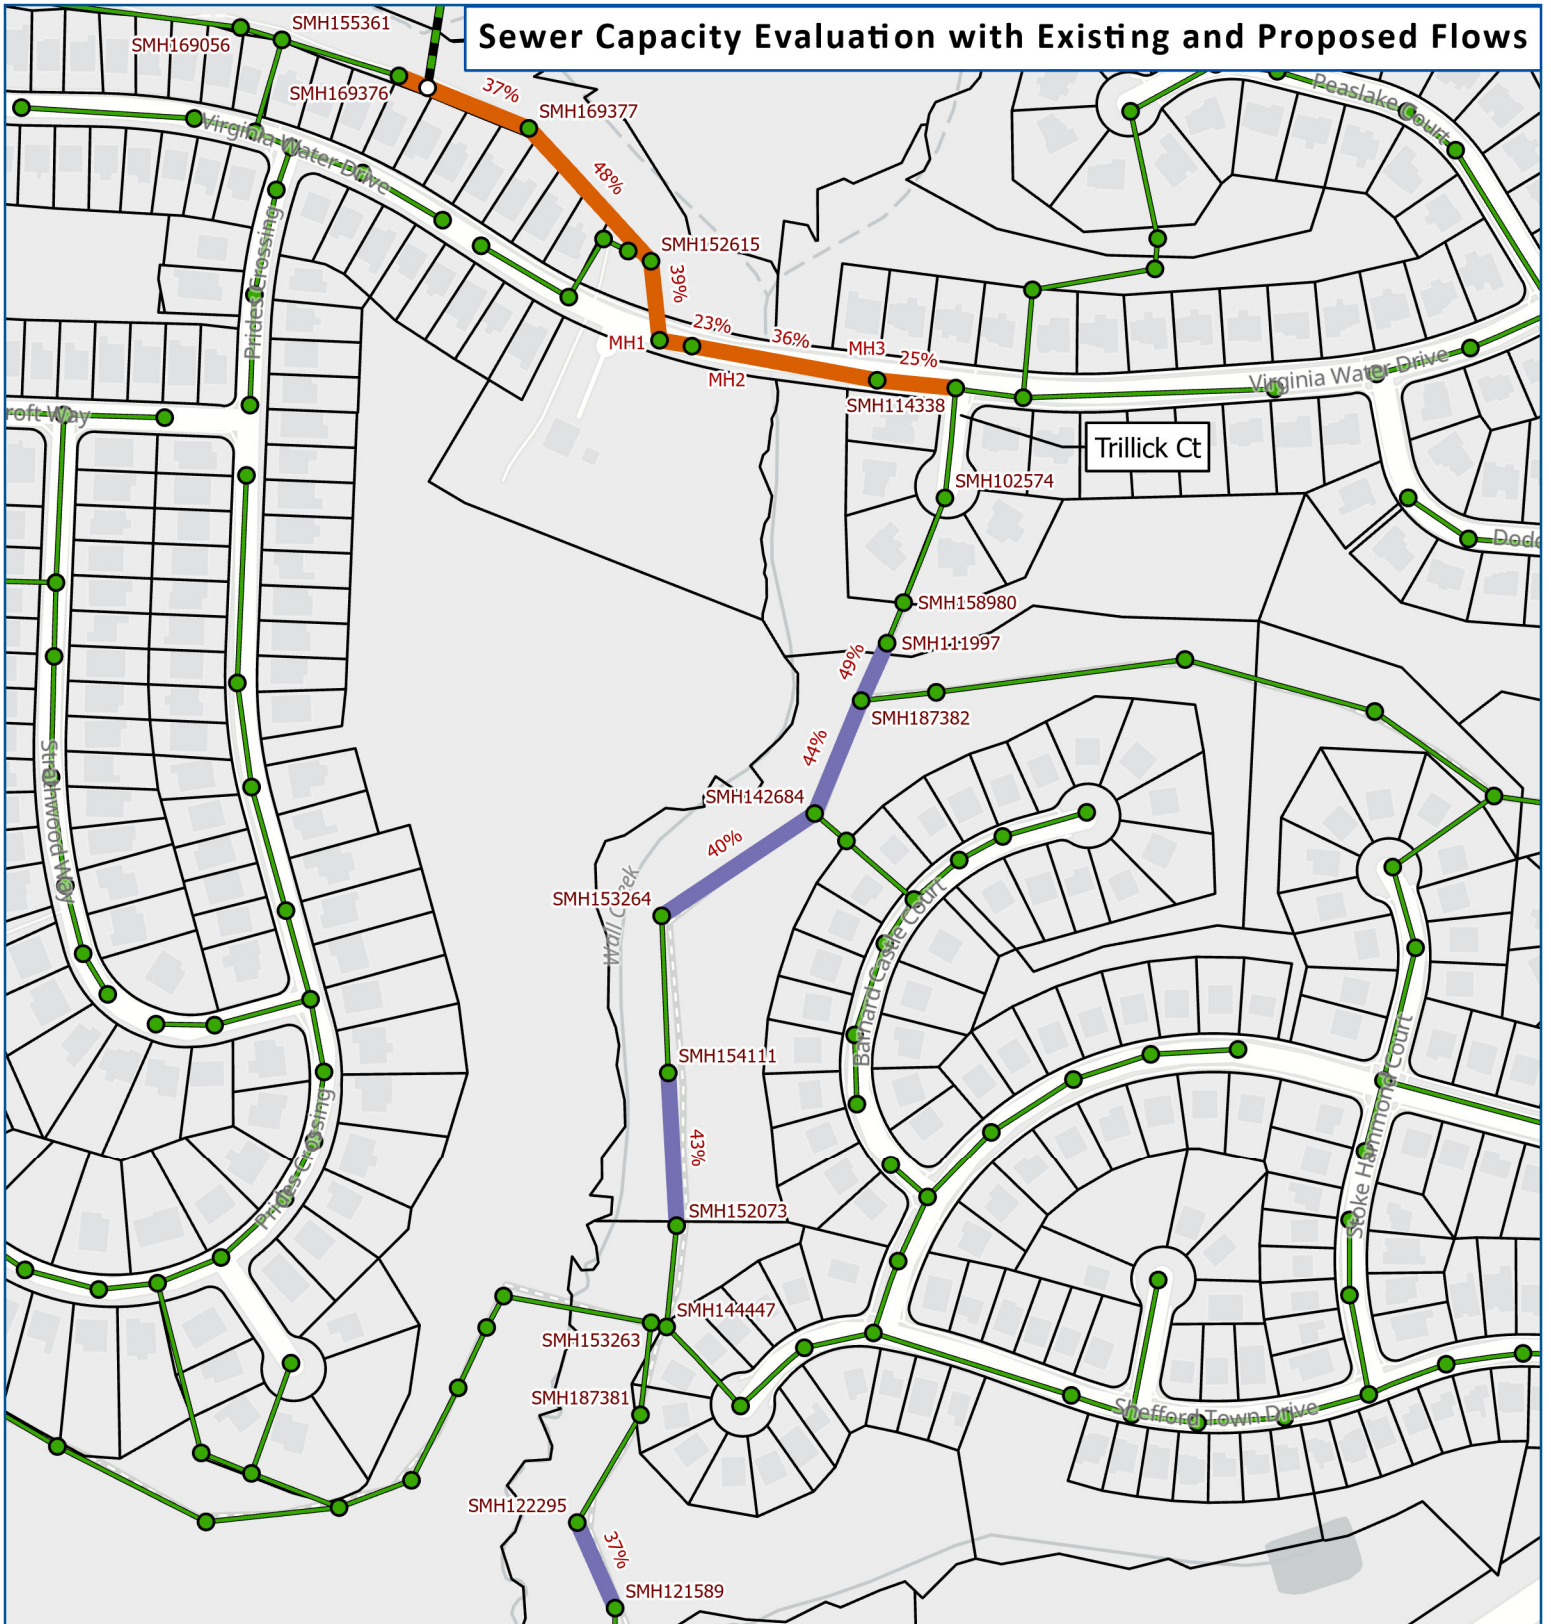 Sewer Capacity Evaluation with Existing and Proposed Flows
SMH155361
SMH169056
SMH169376
37%
SMH169377
Peaslake Court
Virginia Water Drive
48%
Prides Crossing
SMH152615
39%
MH1
23%
MH2
36%
MH3
25%
SMH114338
Virginia Water Drive
roft Way
Trillick Ct
SMH102574
Dode
SMH158980
SMH111997
49%
SMH187382
44%
Strathwood Way
SMH142684
40%
SMH153264
Wall Creek
Barnard Castle Court
SMH154111
Stoke Hammond Court
43%
Prides Crossing
SMH152073
SMH144447
SMH153263
SMH187381
Shefford Town Drive
SMH122295
37%
SMH121589